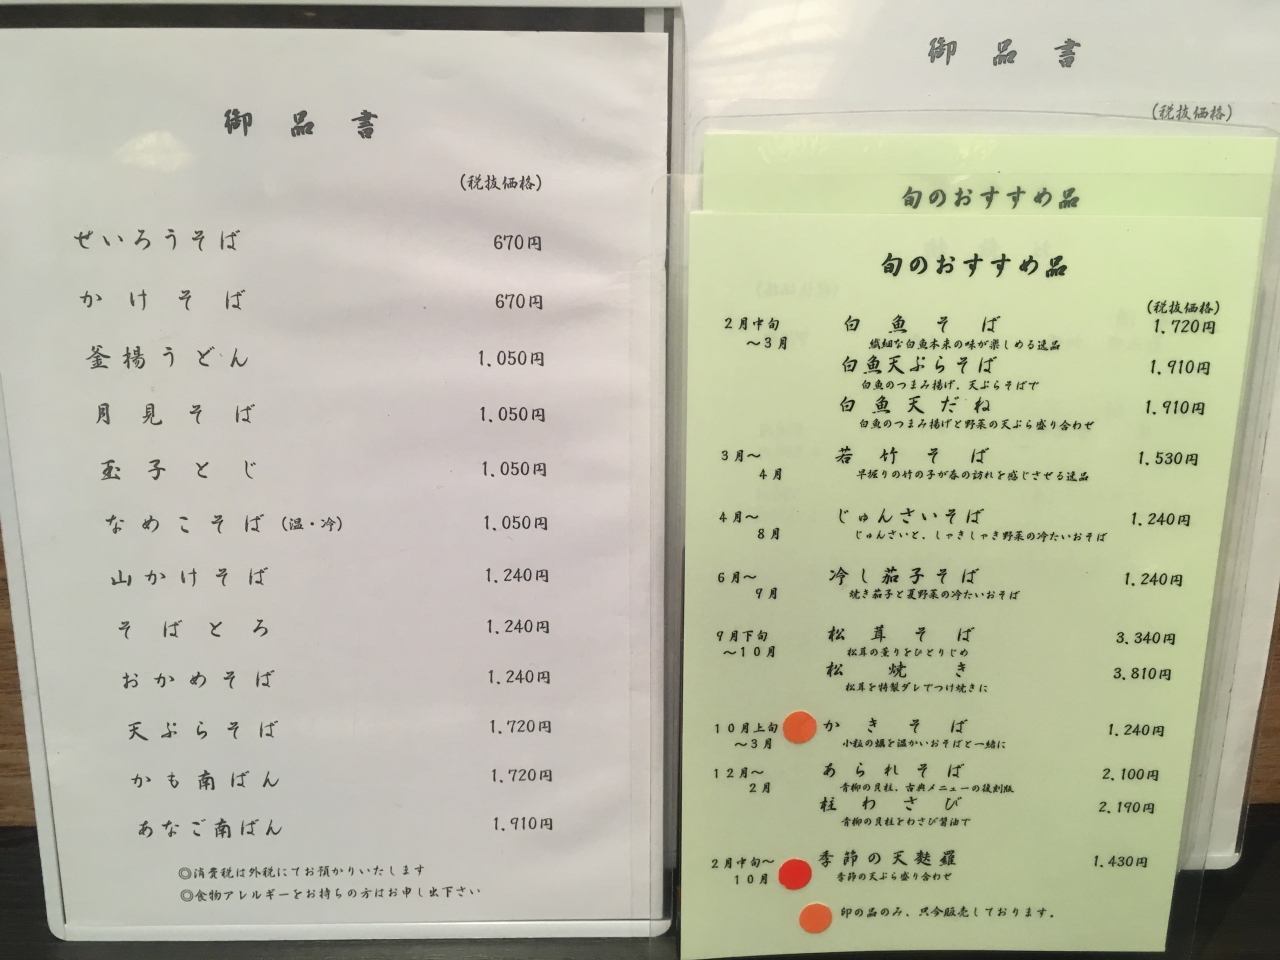 御品書
(税抜価格)
せいろうそば 670円
かけそば 670円
釜揚うどん 1.050円
月見そば 1.050円
玉子とじ 1.050円
なめこそば(温・冷) 1.050円
山かけそば 1.240円
そばとろ 1.240円
おかめそば 1.240円
天ぷらそば 1.720円
かも南ばん 1.720円
あなご南ばん 1.910円
◎消費税は外税にてお預かりいたします
◎食物アレルギーをお持ちの方はお申し出下さい
御品書
(税抜価格)
旬のおすすめ品
旬のおすすめ品
(税抜価格)
2月中旬 白魚そば 1.720円
～3月 繊細な白魚本来の味が楽しめる逸品
白魚天ぷらそば 1.910円
白魚のつまみ揚げ、天ぷらそばで
白魚天だね 1.910円
白魚のつまみ揚げと野菜の天ぷら盛り合わせ
3月～ 若竹そば 1.530円
4月 早掘りの竹の子が春の訪れを感じさせる逸品
4月～ じゅんさいそば 1.240円
8月 じゅんさいと、しゃきしゃき野菜の冷たいおそば
6月～ 冷し茄子そば 1.240円
9月 焼き茄子と夏野菜の冷たいおそば
9月下旬 松茸そば 3.340円
～10月 松茸の薫りをひとりじめ
松焼き 3.810円
松茸を特製ダレでつけ焼きに
10月上旬 かきそば 1.240円
～3月 小粒の蠣を温かいおそばと一緒に
12月～ あられそば 2.100円
2月 青柳の貝柱、古典メニューの復刻版
柱わさび 2.190円
青柳の貝柱をわさび醤油で
2月中旬～ 季節の天麩羅 1.430円
10月 季節の天ぷら盛り合わせ
印の品のみ、只今販売しております。